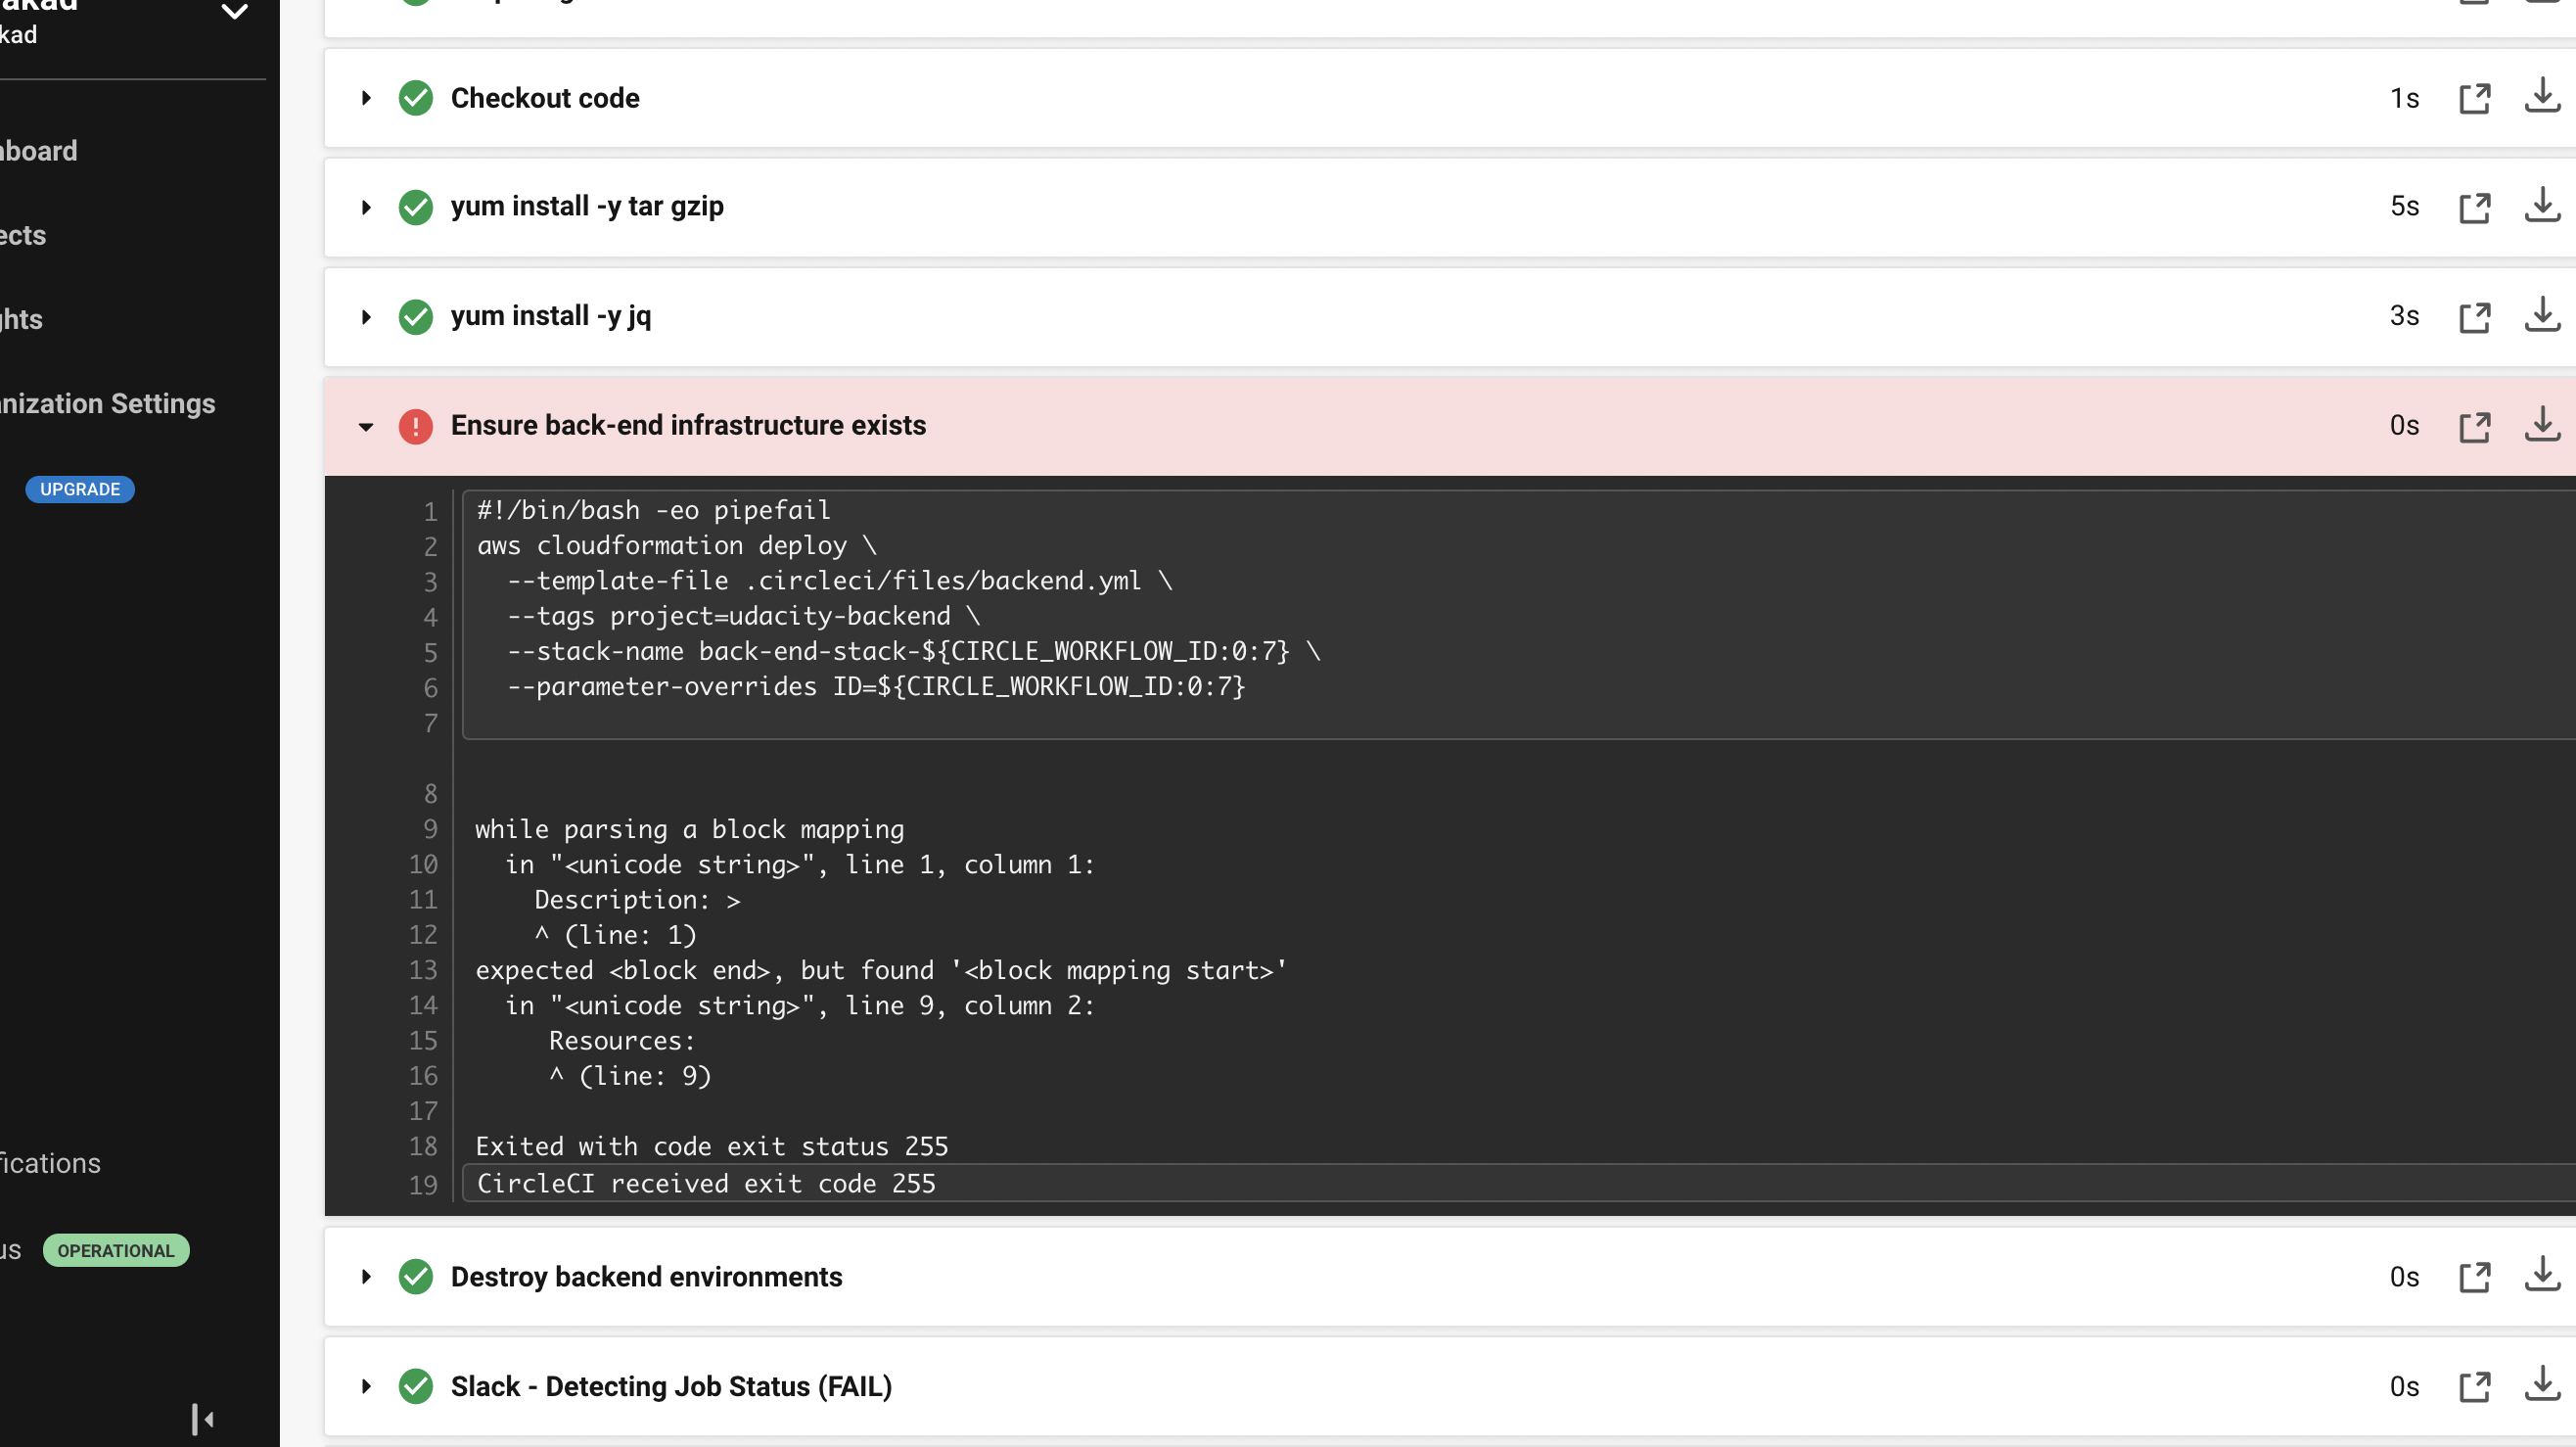 kad
Checkout code 1s
yum install -y tar gzip 5s
yum install -y jq 3s
Ensure back-end infrastructure exists 0s
board
ects
ghts
nization Settings
UPGRADE
1 #!/bin/bash -eo pipefail
2 aws cloudformation deploy \
3   --template-file .circleci/files/backend.yml \
4   --tags project=udacity-backend \
5   --stack-name back-end-stack-${CIRCLE_WORKFLOW_ID:0:7} \
6   --parameter-overrides ID=${CIRCLE_WORKFLOW_ID:0:7}
7
8
9 while parsing a block mapping
10   in "<unicode string>", line 1, column 1:
11     Description: >
12     ^ (line: 1)
13 expected <block end>, but found '<block mapping start>'
14   in "<unicode string>", line 9, column 2:
15      Resources:
16      ^ (line: 9)
17
18 Exited with code exit status 255
19 CircleCI received exit code 255
fications
us OPERATIONAL
Destroy backend environments 0s
Slack - Detecting Job Status (FAIL) 0s